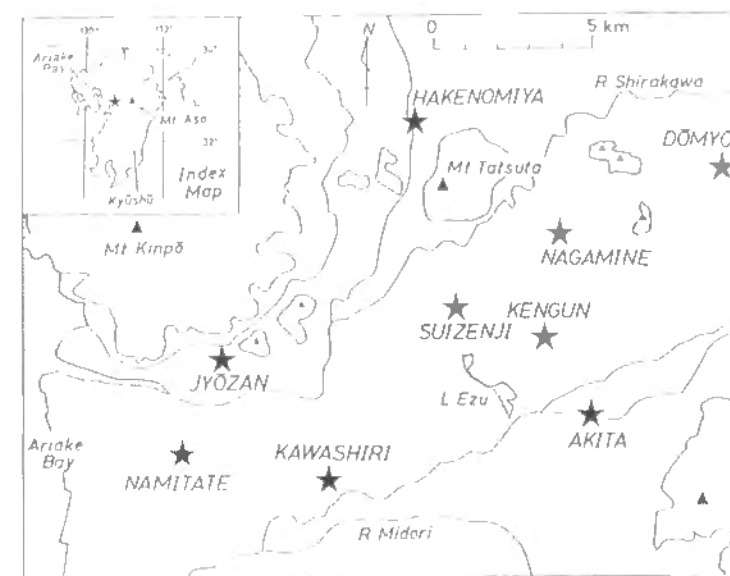 N
0 5 km
Ariake
Bay
Mt Aso
32°
Index
Map
Kyūshū
R Shirakawa
HAKENOMIYA
DŌMYO
Mt Tatsuta
Mt Kinpō
NAGAMINE
SUIZENJI
KENGUN
JYŌZAN
L Ezu
AKITA
Ariake
Bay
NAMITATE
KAWASHIRI
R Midori